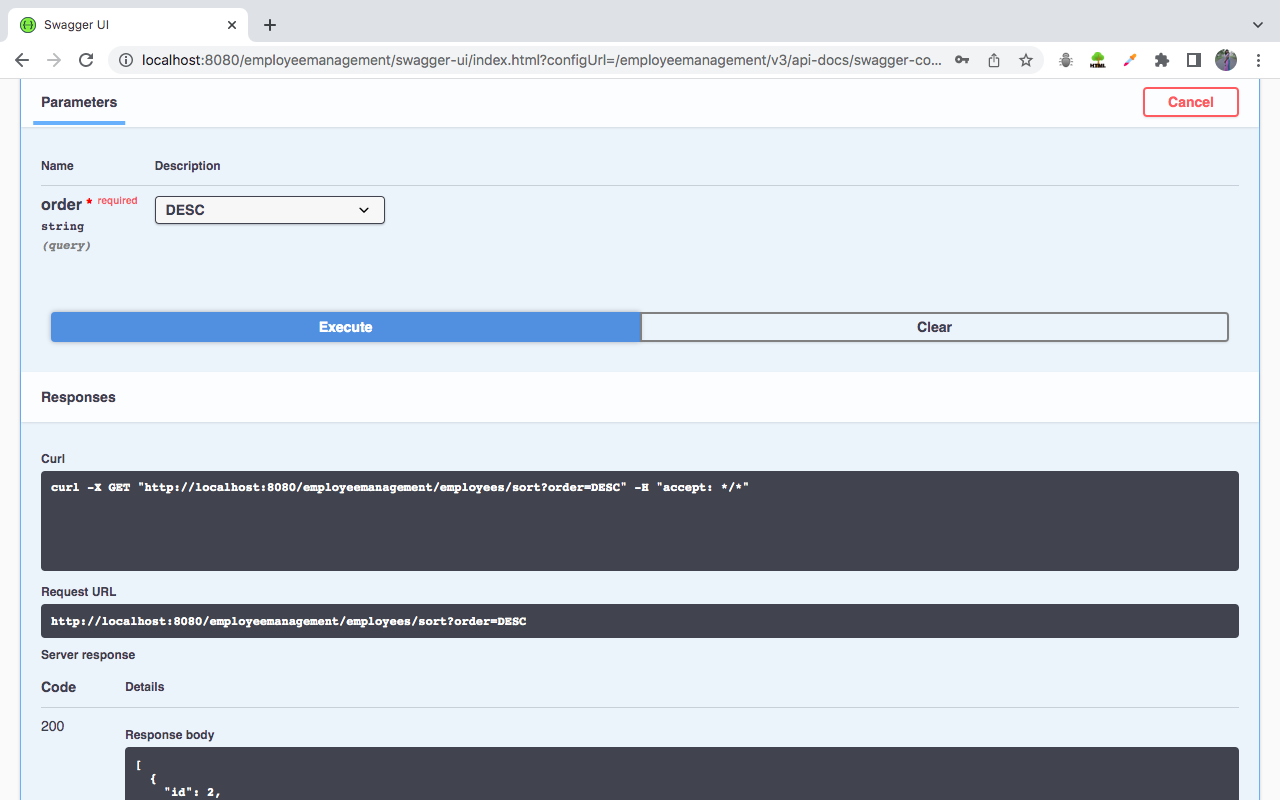 Swagger UI
localhost:8080/employeemanagement/swagger-ui/index.html?configUrl=/employeemanagement/v3/api-docs/swagger-co...
HTML
Parameters
Cancel
Name Description
order * required
DESC
string
(query)
Execute
Clear
Responses
Curl
curl -X GET "http://localhost:8080/employeemanagement/employees/sort?order=DESC" -H "accept: */*"
Request URL
http://localhost:8080/employeemanagement/employees/sort?order=DESC
Server response
Code Details
200
Response body
[
{
"id": 2,